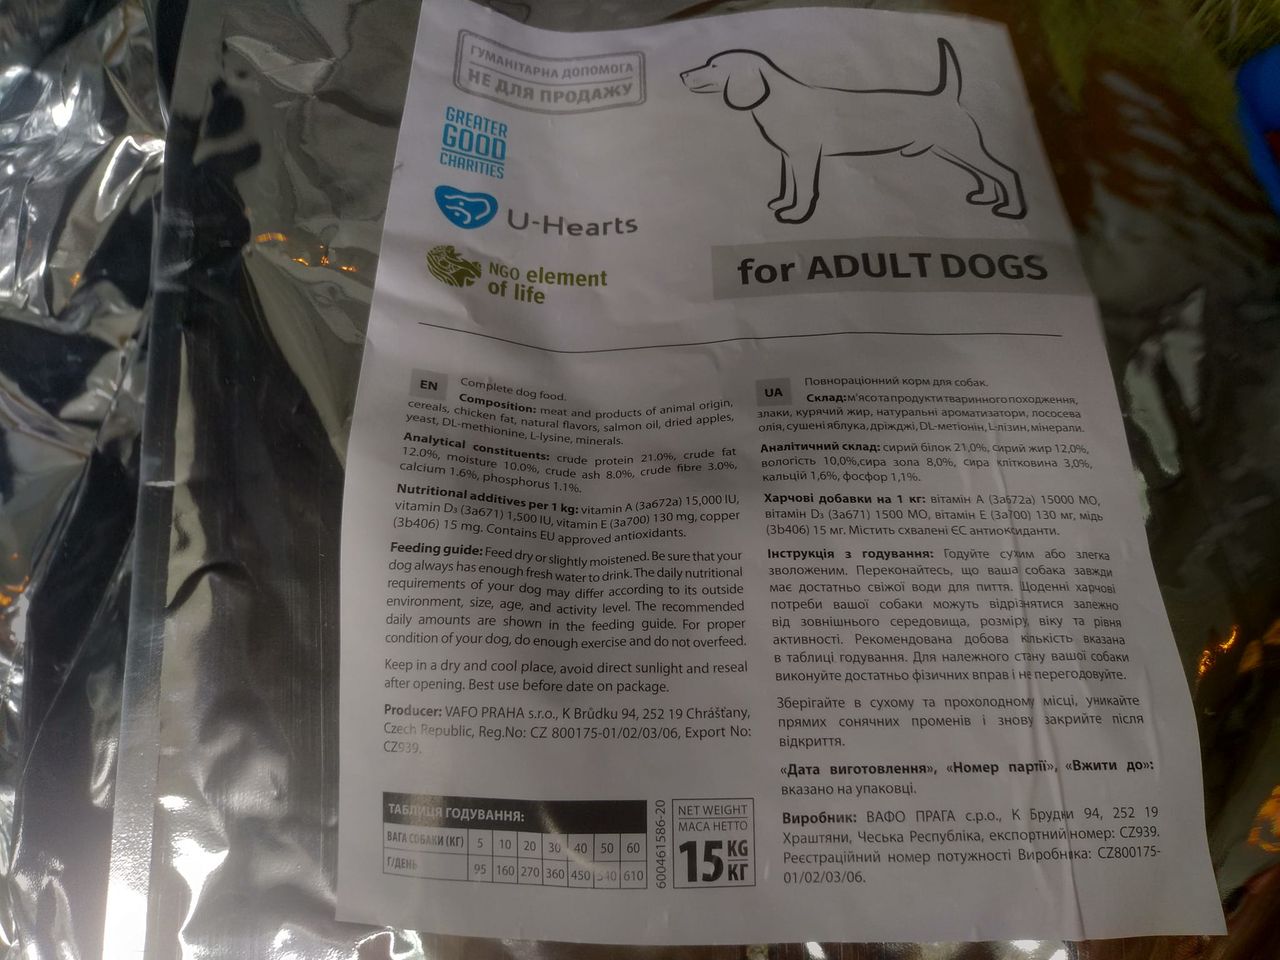 ГУМАНІТАРНА ДОПОМОГА
НЕ ДЛЯ ПРОДАЖУ
GREATER
GOOD
CHARITIES
U-Hearts
NGO element
of life
for ADULT DOGS
EN
Complete dog food.
Composition: meat and products of animal origin,
cereals, chicken fat, natural flavors, salmon oil, dried apples,
yeast, DL-methionine, L-lysine, minerals.
Analytical constituents: crude protein 21.0%, crude fat
12.0%, moisture 10.0%, crude ash 8.0%, crude fibre 3.0%,
calcium 1.6%, phosphorus 1.1%.
Nutritional additives per 1 kg: vitamin A (3a672a) 15,000 IU,
vitamin D₃ (3a671) 1,500 IU, vitamin E (3a700) 130 mg, copper
(3b406) 15 mg. Contains EU approved antioxidants.
Feeding guide: Feed dry or slightly moistened. Be sure that your
dog always has enough fresh water to drink. The daily nutritional
requirements of your dog may differ according to its outside
environment, size, age, and activity level. The recommended
daily amounts are shown in the feeding guide. For proper
condition of your dog, do enough exercise and do not overfeed.
Keep in a dry and cool place, avoid direct sunlight and reseal
after opening. Best use before date on package.
Producer: VAFO PRAHA s.r.o., K Brůdku 94, 252 19 Chrášťany,
Czech Republic, Reg.No: CZ 800175-01/02/03/06, Export No:
CZ939.
ТАБЛИЦЯ ГОДУВАННЯ:
ВАГА СОБАКИ (КГ) 5 10 20 30 40 50 60
Г/ДЕНЬ 95 160 270 360 450 540 610
600461586-20
NET WEIGHT
МАСА НЕТТО
15 KG
КГ
UA
Повнораціонний корм для собак.
Склад: м'ясо та продукти тваринного походження,
злаки, курячий жир, натуральні ароматизатори, лососева
олія, сушені яблука, дріжджі, DL-метіонін, L-лізин, мінерали.
Аналітичний склад: сирий білок 21,0%, сирий жир 12,0%,
вологість 10,0%,сира зола 8,0%, сира клітковина 3,0%,
кальцій 1,6%, фосфор 1,1%.
Харчові добавки на 1 кг: вітамін А (3а672а) 15000 МО,
вітамін D₃ (3а671) 1500 МО, вітамін Е (3а700) 130 мг, мідь
(3b406) 15 мг. Містить схвалені ЄС антиоксиданти.
Інструкція з годування: Годуйте сухим або злегка
зволоженим. Переконайтесь, що ваша собака завжди
має достатньо свіжої води для пиття. Щоденні харчові
потреби вашої собаки можуть відрізнятися залежно
від зовнішнього середовища, розміру, віку та рівня
активності. Рекомендована добова кількість вказана
в таблиці годування. Для належного стану вашої собаки
виконуйте достатньо фізичних вправ і не перегодовуйте.
Зберігайте в сухому та прохолодному місці, уникайте
прямих сонячних променів і знову закрийте після
відкриття.
«Дата виготовлення», «Номер партії», «Вжити до»:
вказано на упаковці.
Виробник: ВАФО ПРАГА с.р.о., К Брудки 94, 252 19
Храштяни, Чеська Республіка, експортний номер: CZ939.
Реєстраційний номер потужності Виробника: CZ800175-
01/02/03/06.